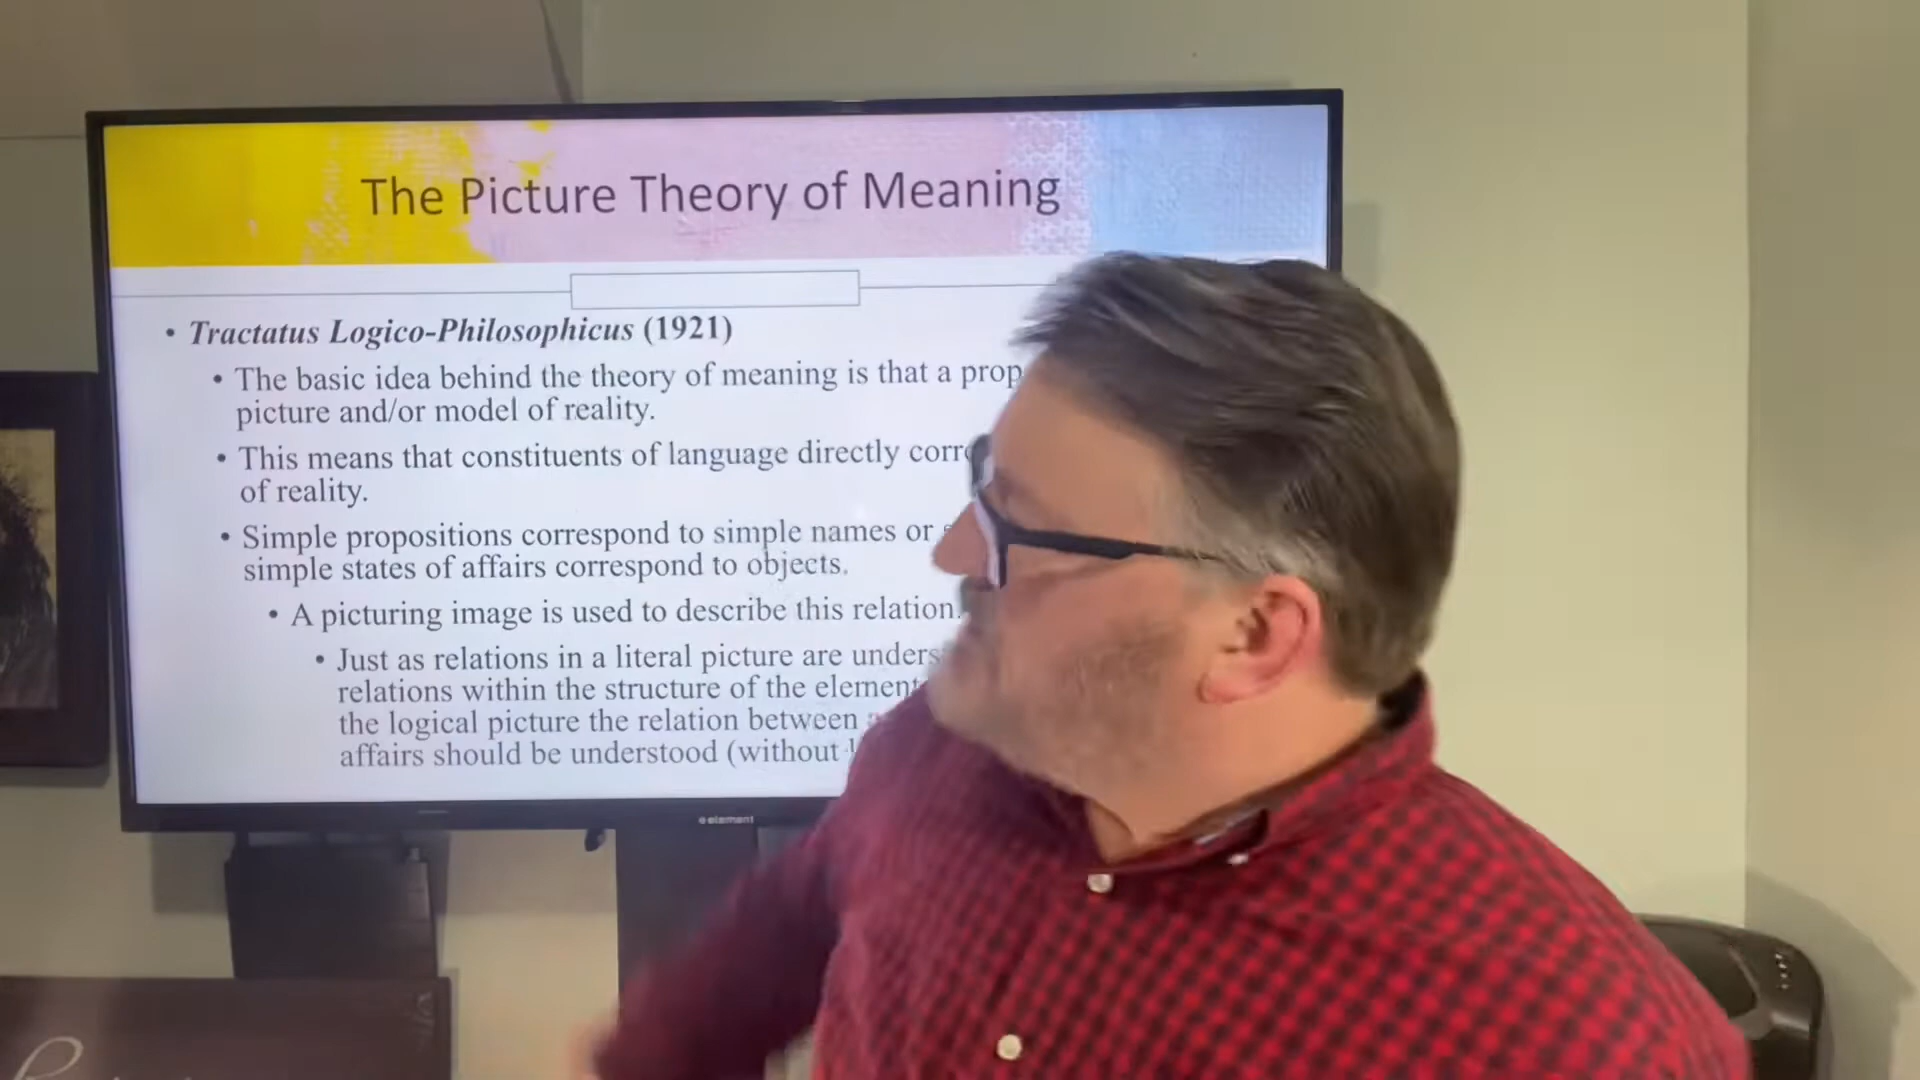 The Picture Theory of Meaning
• Tractatus Logico-Philosophicus (1921)
• The basic idea behind the theory of meaning is that a
picture and/or model of reality.
• This means that constituents of language directly
of reality.
• Simple propositions correspond to simple names or
simple states of affairs correspond to objects.
• A picturing image is used to describe this relation.
• Just as relations in a literal picture are
relations within the structure of the
the logical picture the relation between
affairs should be understood (without
element